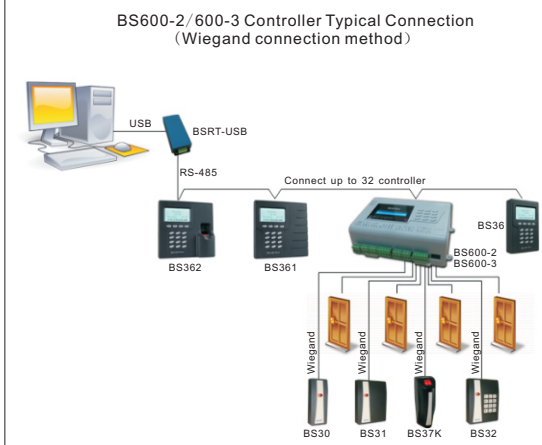 BS600-2/600-3 Controller Typical Connection
(Wiegand connection method)
USB
BSRT-USB
RS-485
Connect up to 32 controller
BS362
BS361
BS36
BS600-2
BS600-3
Wiegand
Wiegand
Wiegand
Wiegand
BS30
BS31
BS37K
BS32